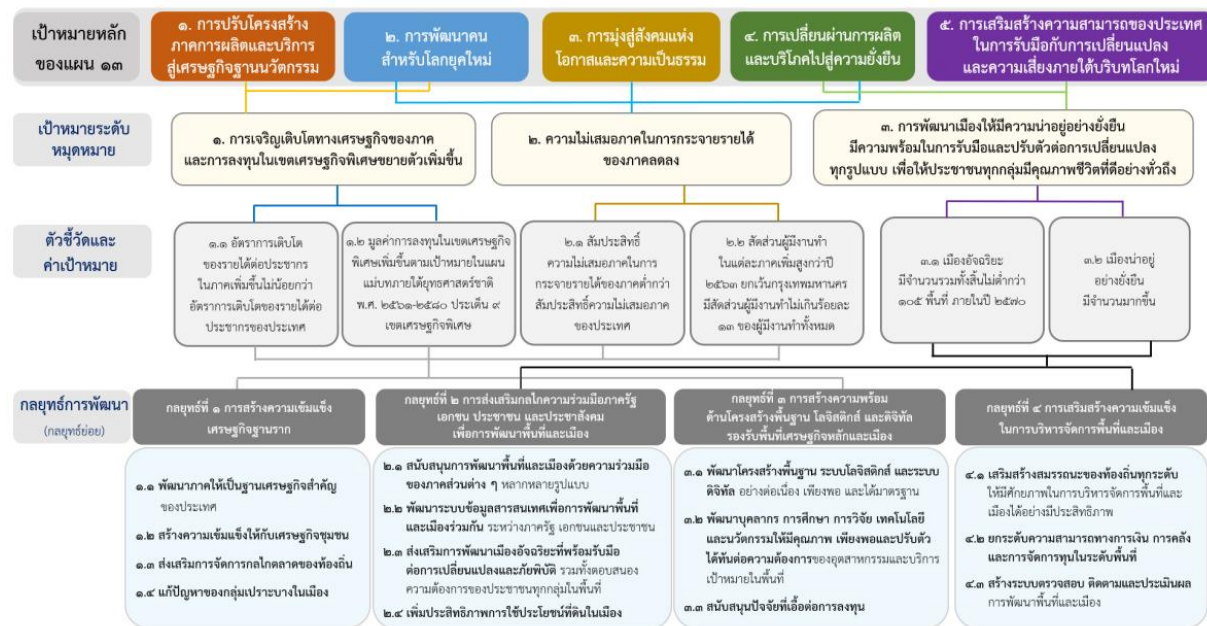 เป้าหมายหลัก
ของแผน ๑๓
๑. การปรับโครงสร้าง
ภาคการผลิตและบริการ
สู่เศรษฐกิจฐานนวัตกรรม
๒. การพัฒนาคน
สำหรับโลกยุคใหม่
๓. การมุ่งสู่สังคมแห่ง
โอกาสและความเป็นธรรม
๔. การเปลี่ยนผ่านการผลิต
และบริโภคไปสู่ความยั่งยืน
๕. การเสริมสร้างความสามารถของประเทศ
ในการรับมือกับการเปลี่ยนแปลง
และความเสี่ยงภายใต้บริบทโลกใหม่
เป้าหมายระดับ
หมุดหมาย
๑. การเจริญเติบโตทางเศรษฐกิจของภาค
และการลงทุนในเขตเศรษฐกิจพิเศษขยายตัวเพิ่มขึ้น
๒. ความไม่เสมอภาคในการกระจายรายได้
ของภาคลดลง
๓. การพัฒนาเมืองให้มีความน่าอยู่อย่างยั่งยืน
มีความพร้อมในการรับมือและปรับตัวต่อการเปลี่ยนแปลง
ทุกรูปแบบ เพื่อให้ประชาชนทุกกลุ่มมีคุณภาพชีวิตที่ดีอย่างทั่วถึง
ตัวชี้วัดและ
ค่าเป้าหมาย
๑.๑ อัตราการเติบโต
ของรายได้ต่อประชากร
ในภาคเพิ่มขึ้นไม่น้อยกว่า
อัตราการเติบโตของรายได้ต่อ
ประชากรของประเทศ
๑.๒ มูลค่าการลงทุนในเขตเศรษฐกิจ
พิเศษเพิ่มขึ้นตามเป้าหมายในแผน
แม่บทภายใต้ยุทธศาสตร์ชาติ
พ.ศ. ๒๕๖๑-๒๕๘๐ ประเด็น ๙
เขตเศรษฐกิจพิเศษ
๒.๑ สัมประสิทธิ์
ความไม่เสมอภาคในการ
กระจายรายได้ของภาคต่ำกว่า
สัมประสิทธิ์ความไม่เสมอภาค
ของประเทศ
๒.๒ สัดส่วนผู้มีงานทำ
ในแต่ละภาคเพิ่มสูงกว่าปี
๒๕๖๓ ยกเว้นกรุงเทพมหานคร
มีสัดส่วนผู้มีงานทำไม่เกินร้อยละ
๑๓ ของผู้มีงานทำทั้งหมด
๓.๑ เมืองอัจฉริยะ
มีจำนวนรวมทั้งสิ้นไม่ต่ำกว่า
๑๐๕ พื้นที่ ภายในปี ๒๕๗๐
๓.๒ เมืองน่าอยู่
อย่างยั่งยืน
มีจำนวนมากขึ้น
กลยุทธ์การพัฒนา
(กลยุทธ์ย่อย)
กลยุทธ์ที่ ๑ การสร้างความเข้มแข็ง
เศรษฐกิจฐานราก
กลยุทธ์ที่ ๒ การส่งเสริมกลไกความร่วมมือภาครัฐ
เอกชน ประชาชน และประชาสังคม
เพื่อการพัฒนาพื้นที่และเมือง
กลยุทธ์ที่ ๓ การสร้างความพร้อม
ด้านโครงสร้างพื้นฐาน โลจิสติกส์ และดิจิทัล
รองรับพื้นที่เศรษฐกิจหลักและเมือง
กลยุทธ์ที่ ๔ การเสริมสร้างความเข้มแข็ง
ในการบริหารจัดการพื้นที่และเมือง
๑.๑ พัฒนาภาคให้เป็นฐานเศรษฐกิจสำคัญ
ของประเทศ
๑.๒ สร้างความเข้มแข็งให้กับเศรษฐกิจชุมชน
๑.๓ ส่งเสริมการจัดการกลไกตลาดของท้องถิ่น
๑.๔ แก้ปัญหาของกลุ่มเปราะบางในเมือง
๒.๑ สนับสนุนการพัฒนาพื้นที่และเมืองด้วยความร่วมมือ
ของภาคส่วนต่าง ๆ หลากหลายรูปแบบ
๒.๒ พัฒนาระบบข้อมูลสารสนเทศเพื่อการพัฒนาพื้นที่
และเมืองร่วมกัน ระหว่างภาครัฐ เอกชนและประชาชน
๒.๓ ส่งเสริมการพัฒนาเมืองอัจฉริยะที่พร้อมรับมือ
ต่อการเปลี่ยนแปลงและภัยพิบัติ รวมทั้งตอบสนอง
ความต้องการของประชาชนทุกกลุ่มในพื้นที่
๒.๔ เพิ่มประสิทธิภาพการใช้ประโยชน์ที่ดินในเมือง
๓.๑ พัฒนาโครงสร้างพื้นฐาน ระบบโลจิสติกส์ และระบบ
ดิจิทัล อย่างต่อเนื่อง เพียงพอ และได้มาตรฐาน
๓.๒ พัฒนาบุคลากร การศึกษา การวิจัย เทคโนโลยี
และนวัตกรรมให้มีคุณภาพ เพียงพอและปรับตัว
ได้ทันต่อความต้องการของอุตสาหกรรมและบริการ
เป้าหมายในพื้นที่
๓.๓ สนับสนุนปัจจัยที่เอื้อต่อการลงทุน
๔.๑ เสริมสร้างสมรรถนะของท้องถิ่นทุกระดับ
ให้มีศักยภาพในการบริหารจัดการพื้นที่และ
เมืองได้อย่างมีประสิทธิภาพ
๔.๒ ยกระดับความสามารถทางการเงิน การคลัง
และการจัดการทุนในระดับพื้นที่
๔.๓ สร้างระบบตรวจสอบ ติดตามและประเมินผล
การพัฒนาพื้นที่และเมือง